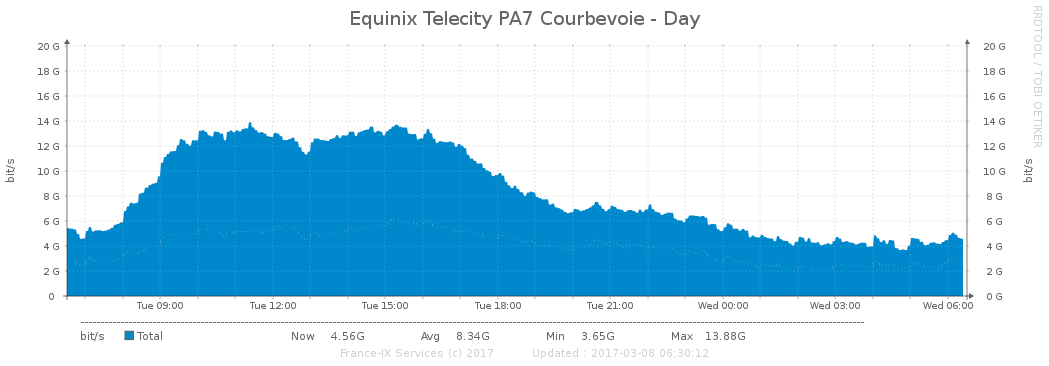 Equinix Telecity PA7 Courbevoie - Day
RRDTOOL / TOBI OETIKER
20 G 20 G
18 G 18 G
16 G 16 G
14 G 14 G
12 G 12 G
10 G 10 G
8 G 8 G
6 G 6 G
4 G 4 G
2 G 2 G
0 0 G
bit/s bit/s
Tue 09:00 Tue 12:00 Tue 15:00 Tue 18:00 Tue 21:00 Wed 00:00 Wed 03:00 Wed 06:00
bit/s Total Now 4.56G Avg 8.34G Min 3.65G Max 13.88G
France-IX Services (c) 2017 Updated : 2017-03-08 06:30:12